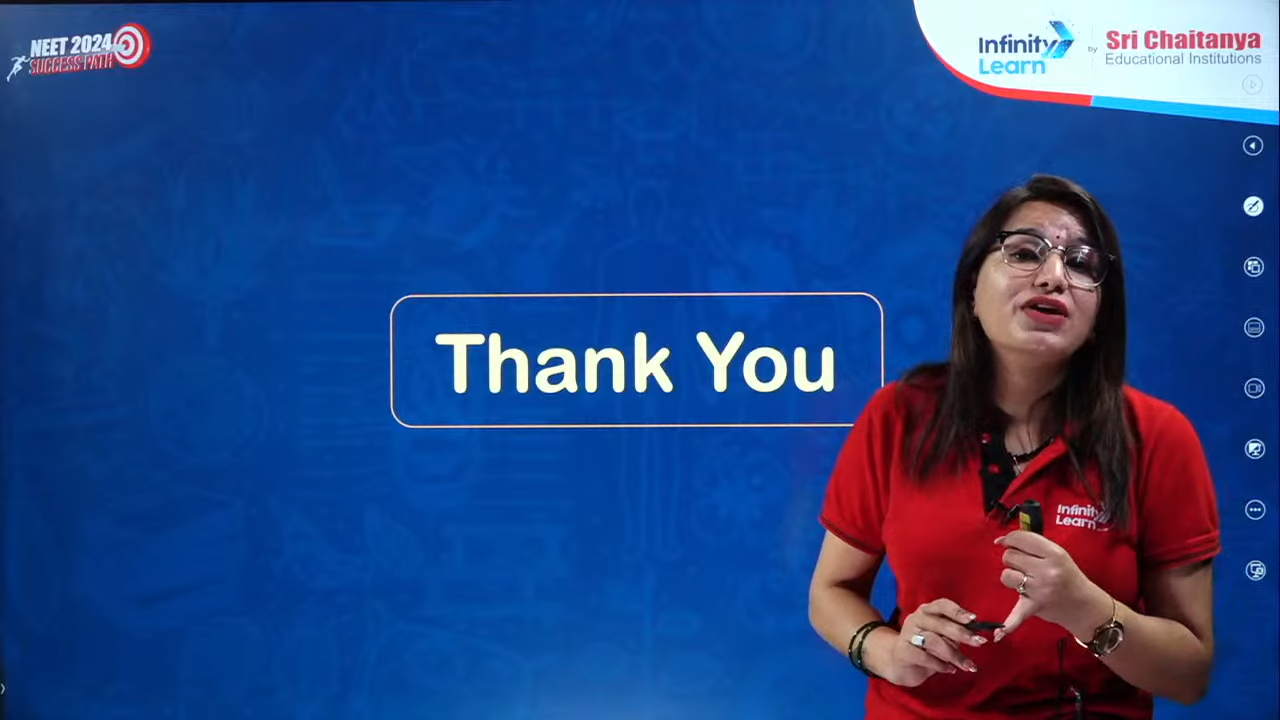 NEET 2024
SUCCESS PATH
Infinity
Learn
by
Sri Chaitanya
Educational Institutions
Thank You
Infinity
Learn